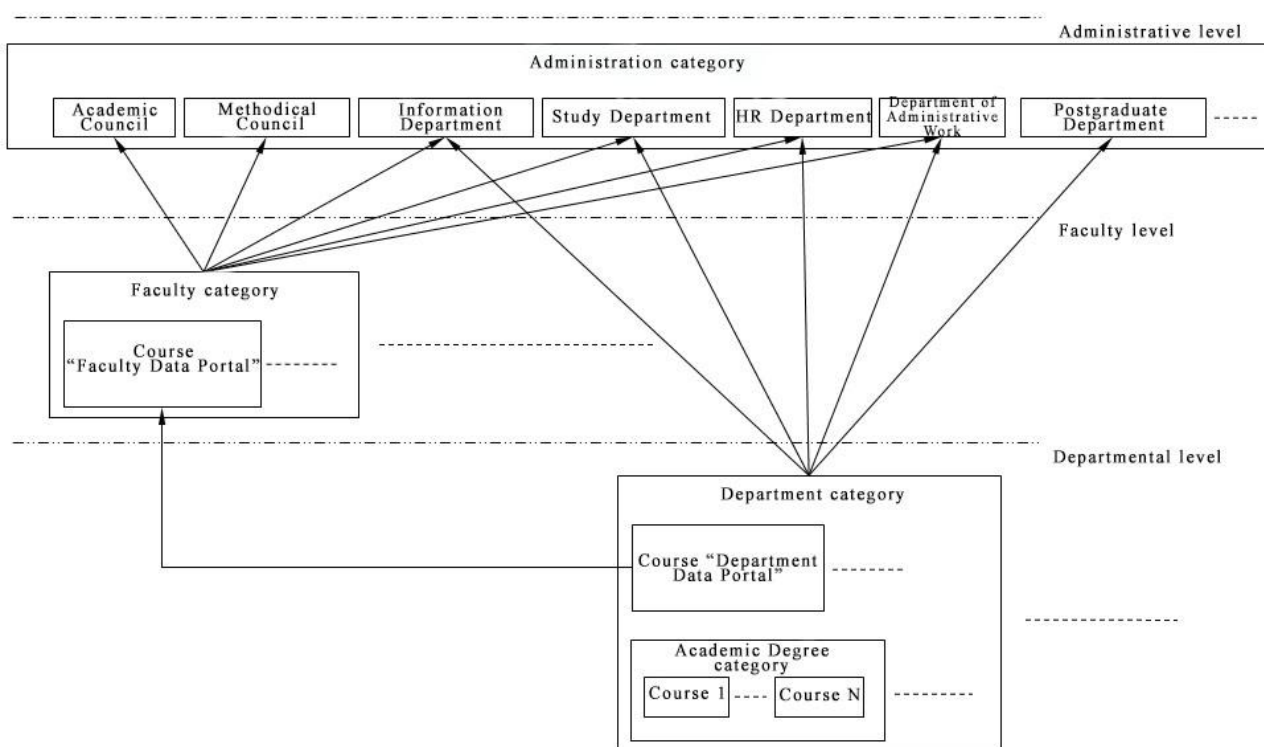 Administrative level
Administration category
Academic
Council
Methodical
Council
Information
Department
Study Department
HR Department
Department of
Administrative
Work
Postgraduate
Department
Faculty level
Faculty category
Course
“Faculty Data Portal”
Departmental level
Department category
Course “Department
Data Portal”
Academic Degree
category
Course 1
Course N